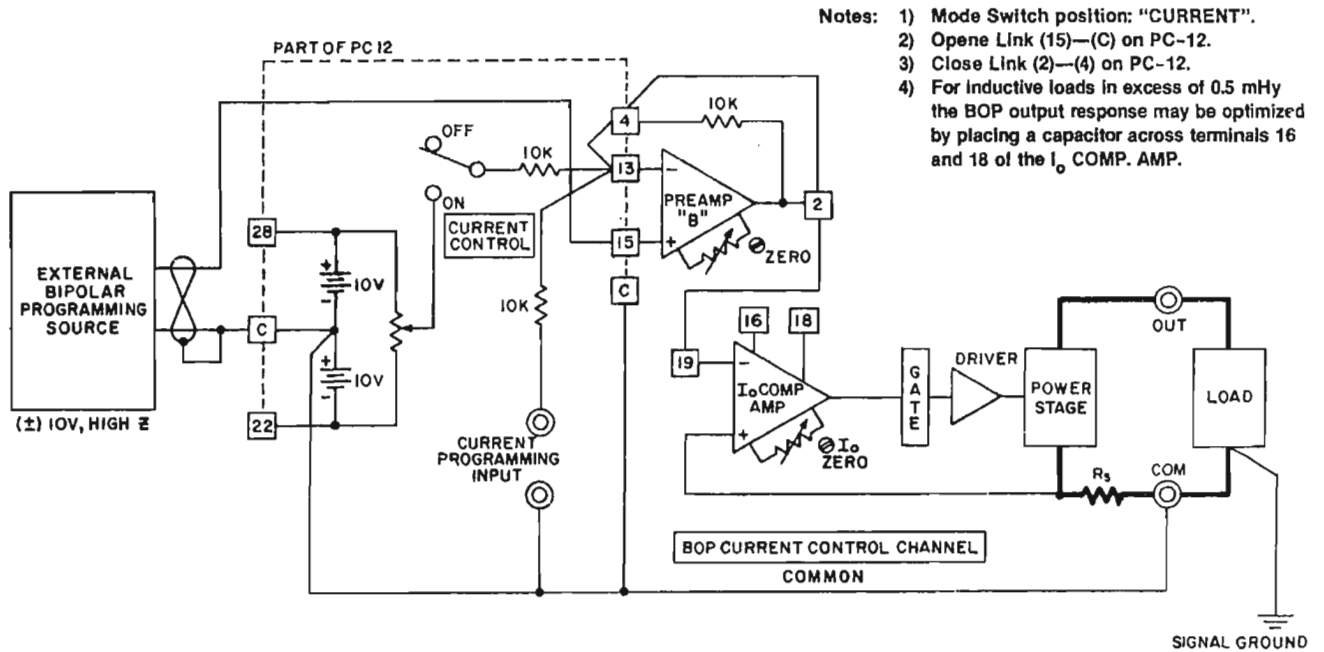 Notes: 1) Mode Switch position: "CURRENT".
2) Opene Link (15)—(C) on PC-12.
3) Close Link (2)—(4) on PC-12.
4) For inductive loads in excess of 0.5 mHy
the BOP output response may be optimized
by placing a capacitor across terminals 16
and 18 of the Io COMP. AMP.
PART OF PC 12
OFF
10K
ON
CURRENT
CONTROL
4
10K
13
PREAMP
"B"
2
15
ZERO
C
28
EXTERNAL
BIPOLAR
PROGRAMMING
SOURCE
(±) 10V, HIGH Z
+
10V
-
C
+
10V
-
22
10K
CURRENT
PROGRAMMING
INPUT
-
+
16
18
19
-
Io COMP
AMP
+
Io
ZERO
GATE
DRIVER
POWER
STAGE
OUT
LOAD
Rs
COM
BOP CURRENT CONTROL CHANNEL
COMMON
SIGNAL GROUND